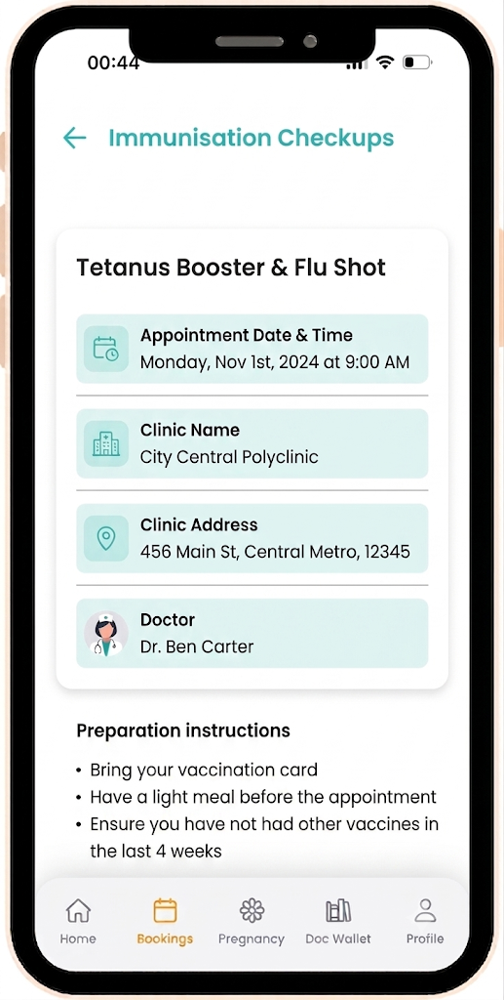 00:44
Immunisation Checkups
Tetanus Booster & Flu Shot
Appointment Date & Time
Monday, Nov 1st, 2024 at 9:00 AM
Clinic Name
City Central Polyclinic
Clinic Address
456 Main St, Central Metro, 12345
Doctor
Dr. Ben Carter
Preparation instructions
• Bring your vaccination card
• Have a light meal before the appointment
• Ensure you have not had other vaccines in
the last 4 weeks
Home
Bookings
Pregnancy
Doc Wallet
Profile